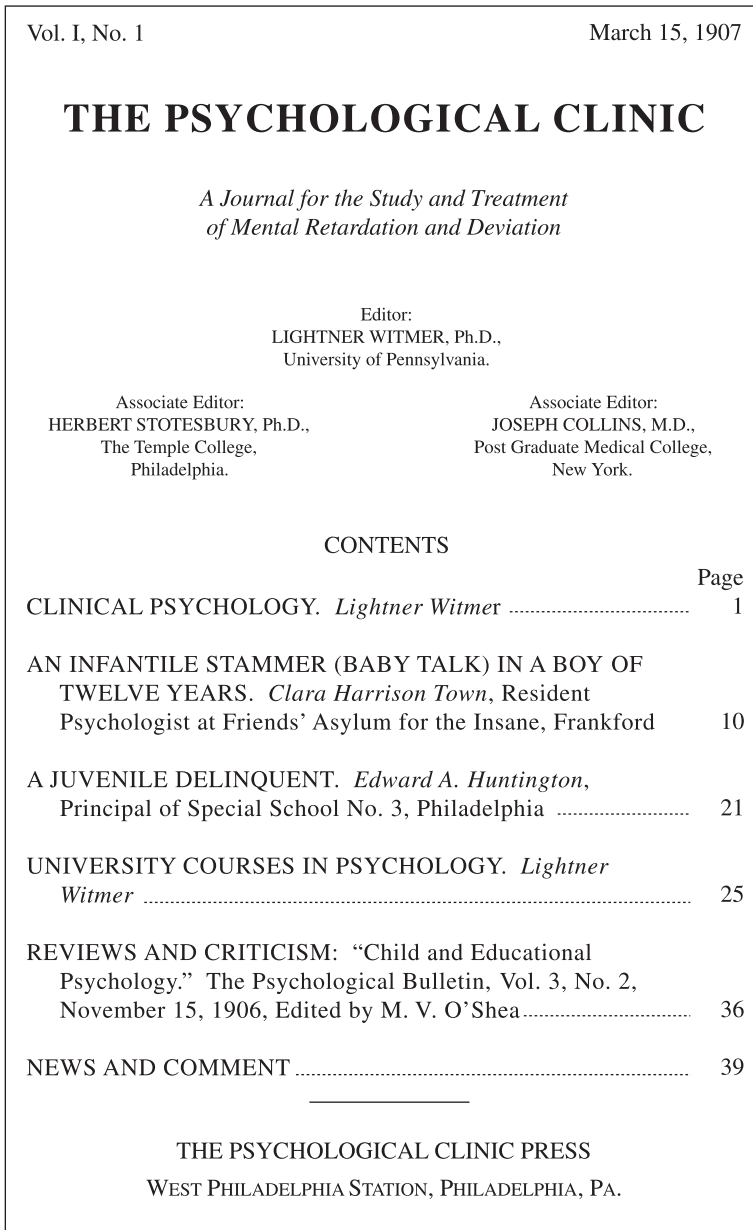 Vol. I, No. 1 March 15, 1907
THE PSYCHOLOGICAL CLINIC
A Journal for the Study and Treatment
of Mental Retardation and Deviation
Editor:
LIGHTNER WITMER, Ph.D.,
University of Pennsylvania.
Associate Editor:
HERBERT STOTESBURY, Ph.D.,
The Temple College,
Philadelphia.
Associate Editor:
JOSEPH COLLINS, M.D.,
Post Graduate Medical College,
New York.
CONTENTS
Page
CLINICAL PSYCHOLOGY. Lightner Witmer 1
AN INFANTILE STAMMER (BABY TALK) IN A BOY OF
TWELVE YEARS. Clara Harrison Town, Resident
Psychologist at Friends' Asylum for the Insane, Frankford 10
A JUVENILE DELINQUENT. Edward A. Huntington,
Principal of Special School No. 3, Philadelphia 21
UNIVERSITY COURSES IN PSYCHOLOGY. Lightner
Witmer 25
REVIEWS AND CRITICISM: “Child and Educational
Psychology.” The Psychological Bulletin, Vol. 3, No. 2,
November 15, 1906, Edited by M. V. O'Shea 36
NEWS AND COMMENT 39
THE PSYCHOLOGICAL CLINIC PRESS
WEST PHILADELPHIA STATION, PHILADELPHIA, PA.